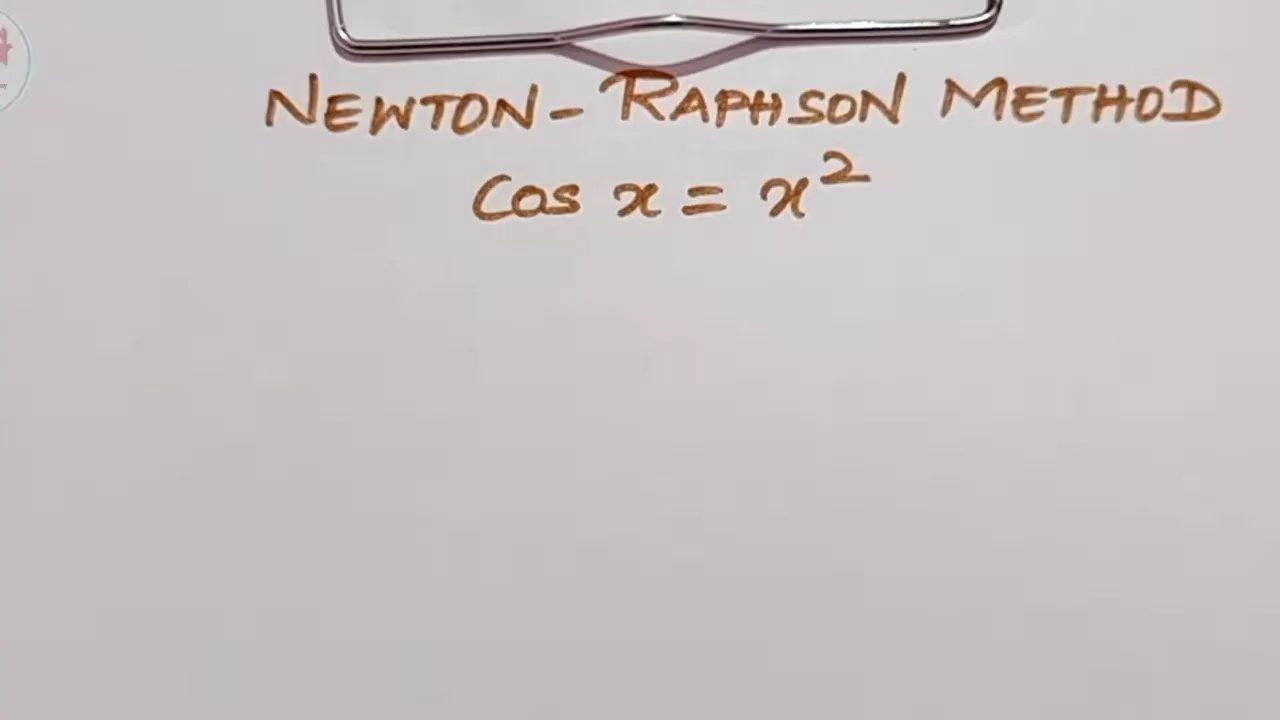 NEWTON - RAPHSON METHOD
Cos x = x²